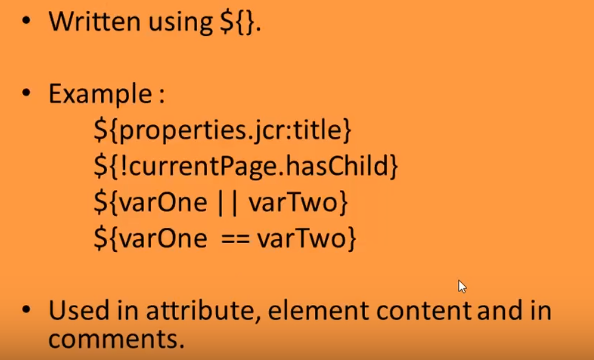 • Written using ${}.
• Example :
${properties.jcr:title}
${!currentPage.hasChild}
${varOne || varTwo}
${varOne == varTwo}
• Used in attribute, element content and in
comments.